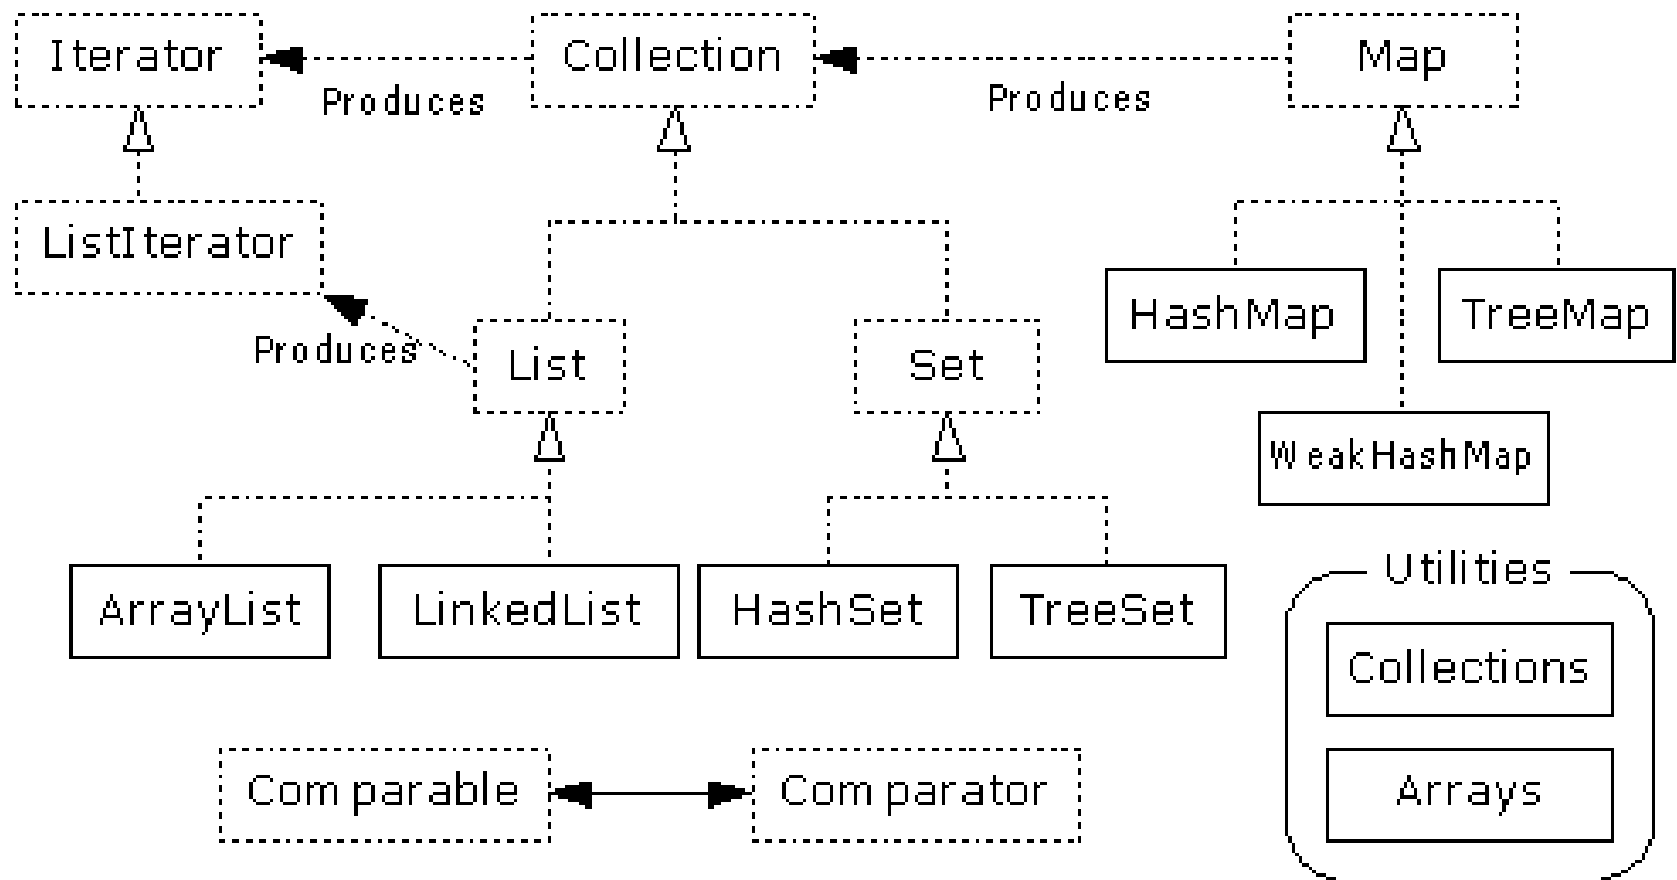 Iterator
Collection
Map
Produces
Produces
ListIterator
HashMap
TreeMap
Produces
List
Set
WeakHashMap
Utilities
ArrayList
LinkedList
HashSet
TreeSet
Collections
Comparable
Comparator
Arrays